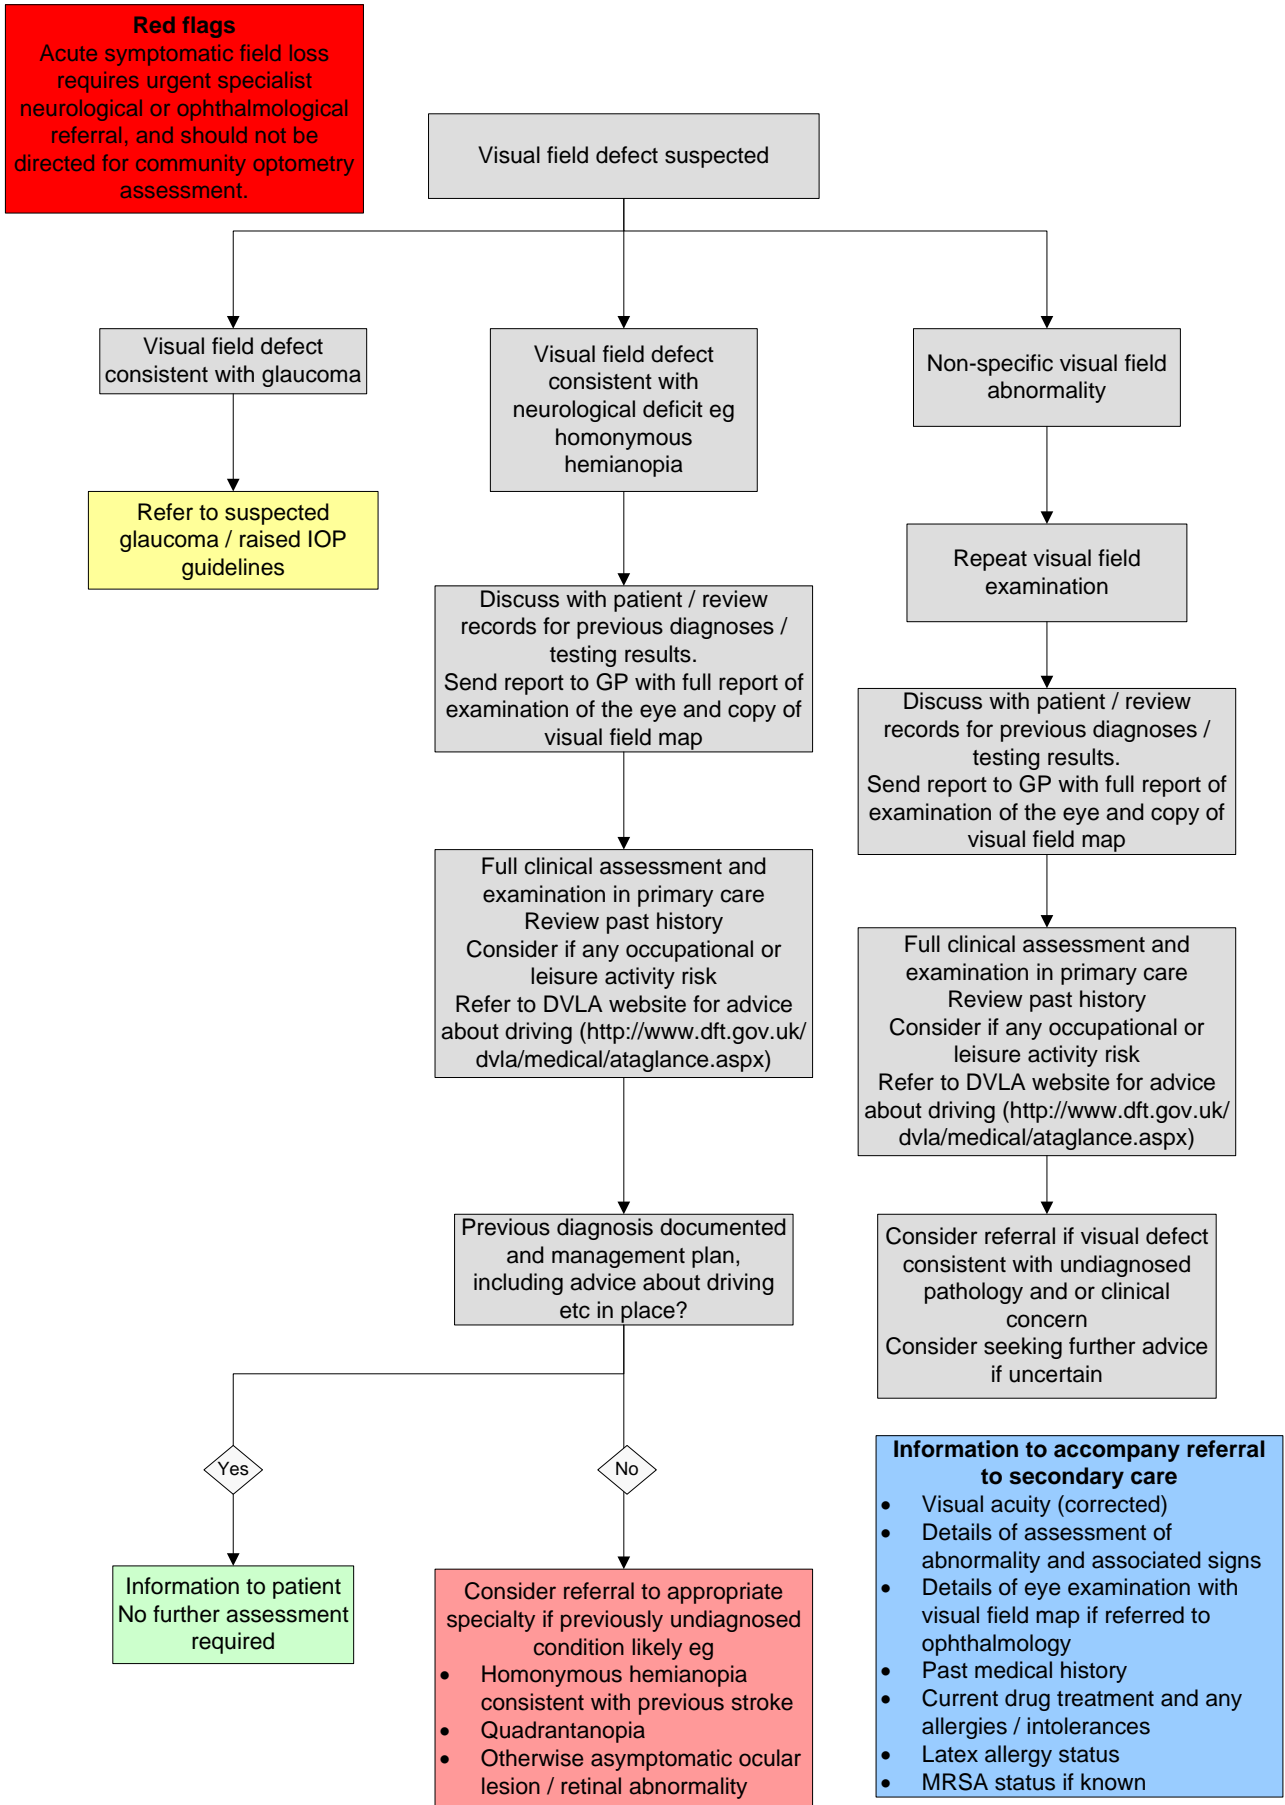 Red flags
Acute symptomatic field loss
requires urgent specialist
neurological or ophthalmological
referral, and should not be
directed for community optometry
assessment.
Visual field defect suspected
Visual field defect
consistent with glaucoma
Refer to suspected
glaucoma / raised IOP
guidelines
Visual field defect
consistent with
neurological deficit eg
homonymous
hemianopia
Discuss with patient / review
records for previous diagnoses /
testing results.
Send report to GP with full report of
examination of the eye and copy of
visual field map
Full clinical assessment and
examination in primary care
Review past history
Consider if any occupational or
leisure activity risk
Refer to DVLA website for advice
about driving (http://www.dft.gov.uk/
dvla/medical/ataglance.aspx)
Previous diagnosis documented
and management plan,
including advice about driving
etc in place?
Yes
Information to patient
No further assessment
required
No
Consider referral to appropriate
specialty if previously undiagnosed
condition likely eg
• Homonymous hemianopia
consistent with previous stroke
• Quadrantanopia
• Otherwise asymptomatic ocular
lesion / retinal abnormality
Non-specific visual field
abnormality
Repeat visual field
examination
Discuss with patient / review
records for previous diagnoses /
testing results.
Send report to GP with full report of
examination of the eye and copy of
visual field map
Full clinical assessment and
examination in primary care
Review past history
Consider if any occupational or
leisure activity risk
Refer to DVLA website for advice
about driving (http://www.dft.gov.uk/
dvla/medical/ataglance.aspx)
Consider referral if visual defect
consistent with undiagnosed
pathology and or clinical
concern
Consider seeking further advice
if uncertain
Information to accompany referral
to secondary care
• Visual acuity (corrected)
• Details of assessment of
abnormality and associated signs
• Details of eye examination with
visual field map if referred to
ophthalmology
• Past medical history
• Current drug treatment and any
allergies / intolerances
• Latex allergy status
• MRSA status if known